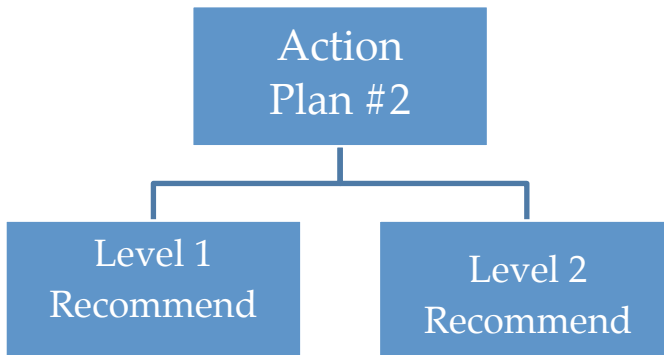 Action
Plan #2
Level 1
Recommend
Level 2
Recommend